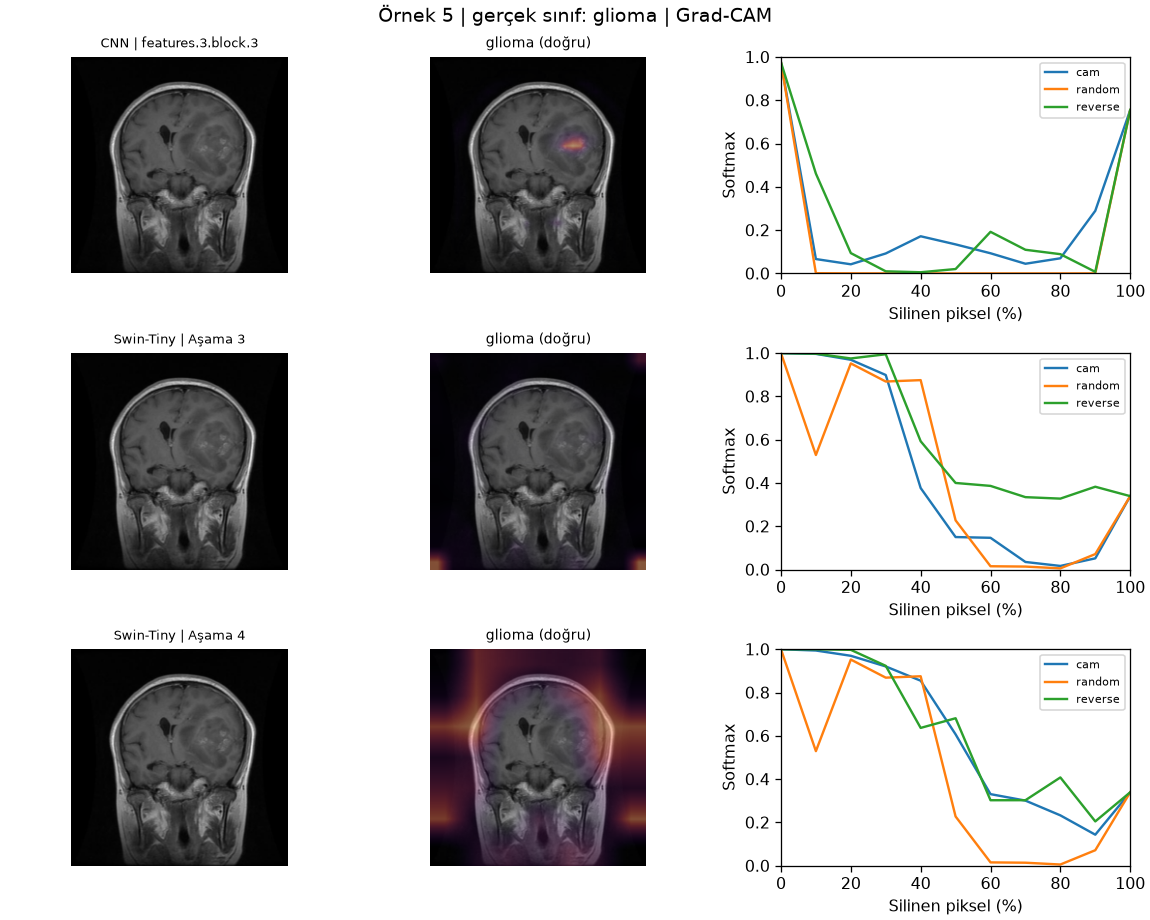 Örnek 5 | gerçek sınıf: glioma | Grad-CAM
CNN | features.3.block.3
glioma (doğru)
1.0
0.8
0.6
0.4
0.2
0.0
Softmax
cam
random
reverse
0 20 40 60 80 100
Silinen piksel (%)
Swin-Tiny | Aşama 3
glioma (doğru)
1.0
0.8
0.6
0.4
0.2
0.0
Softmax
cam
random
reverse
0 20 40 60 80 100
Silinen piksel (%)
Swin-Tiny | Aşama 4
glioma (doğru)
1.0
0.8
0.6
0.4
0.2
0.0
Softmax
cam
random
reverse
0 20 40 60 80 100
Silinen piksel (%)